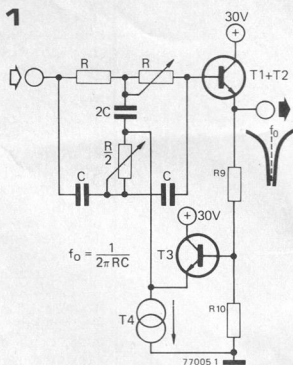 1
30V
R
R
T1+T2
2C
R/2
f₀
C
C
R9
30V
T3
f₀ = 1/2πRC
T4
R10
77005 1